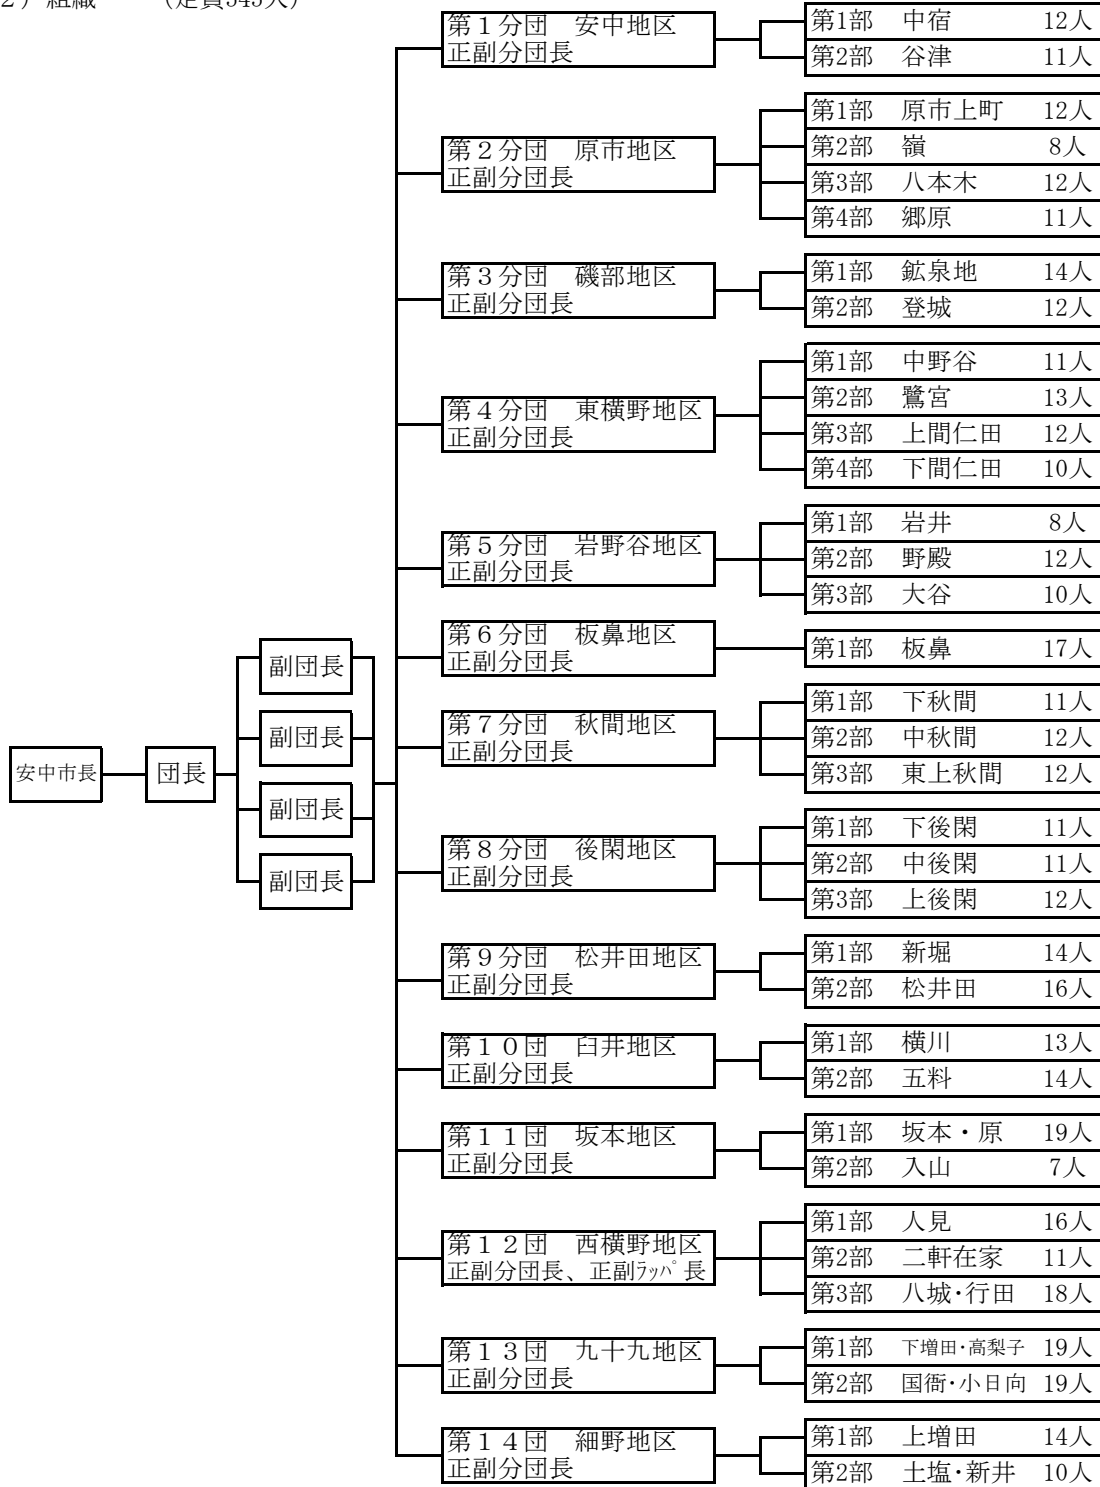 2) 組織 (定員543人)
第1分団 安中地区
正副分団長
第1部 中宿 12人
第2部 谷津 11人
第2分団 原市地区
正副分団長
第1部 原市上町 12人
第2部 嶺 8人
第3部 八本木 12人
第4部 郷原 11人
第3分団 磯部地区
正副分団長
第1部 鉱泉地 14人
第2部 登城 12人
第4分団 東横野地区
正副分団長
第1部 中野谷 11人
第2部 鷺宮 13人
第3部 上間仁田 12人
第4部 下間仁田 10人
第5分団 岩野谷地区
正副分団長
第1部 岩井 8人
第2部 野殿 12人
第3部 大谷 10人
第6分団 板鼻地区
正副分団長
第1部 板鼻 17人
安中市長
団長
副団長
副団長
副団長
副団長
第7分団 秋間地区
正副分団長
第1部 下秋間 11人
第2部 中秋間 12人
第3部 東上秋間 12人
第8分団 後閑地区
正副分団長
第1部 下後閑 11人
第2部 中後閑 11人
第3部 上後閑 12人
第9分団 松井田地区
正副分団長
第1部 新堀 14人
第2部 松井田 16人
第10団 臼井地区
正副分団長
第1部 横川 13人
第2部 五料 14人
第11団 坂本地区
正副分団長
第1部 坂本・原 19人
第2部 入山 7人
第12団 西横野地区
正副分団長、正副ﾗｯﾊﾟ長
第1部 人見 16人
第2部 二軒在家 11人
第3部 八城･行田 18人
第13団 九十九地区
正副分団長
第1部 下増田･高梨子 19人
第2部 国衙･小日向 19人
第14団 細野地区
正副分団長
第1部 上増田 14人
第2部 土塩･新井 10人